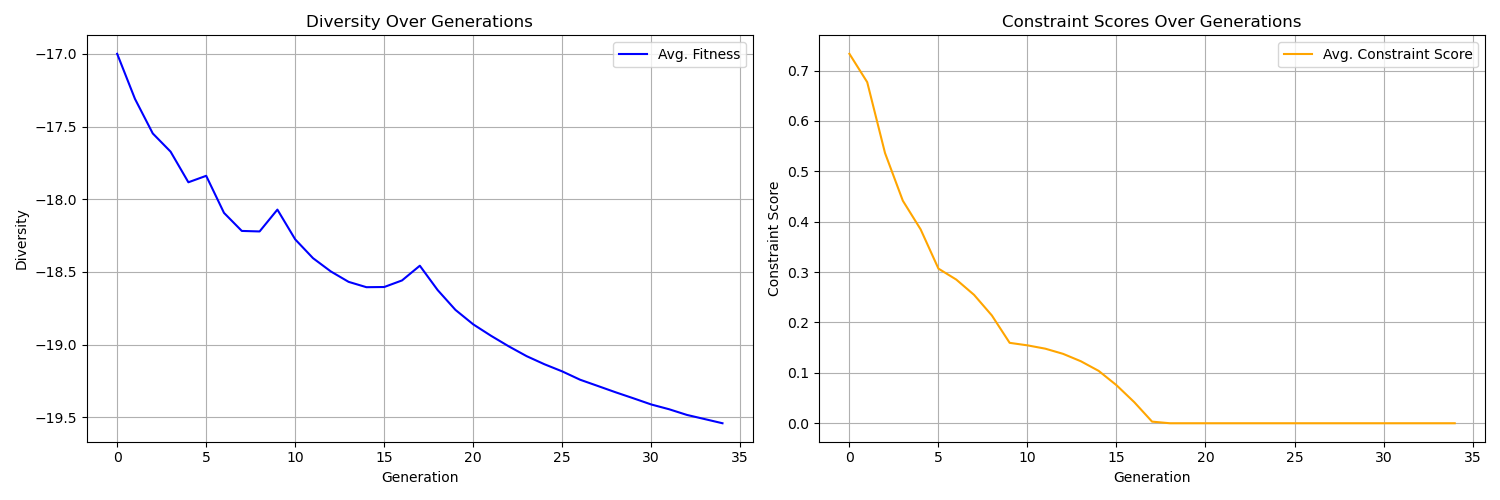 Diversity Over Generations
Avg. Fitness
Diversity
−17.0
−17.5
−18.0
−18.5
−19.0
−19.5
0 5 10 15 20 25 30 35
Generation
Constraint Scores Over Generations
Avg. Constraint Score
Constraint Score
0.7
0.6
0.5
0.4
0.3
0.2
0.1
0.0
0 5 10 15 20 25 30 35
Generation